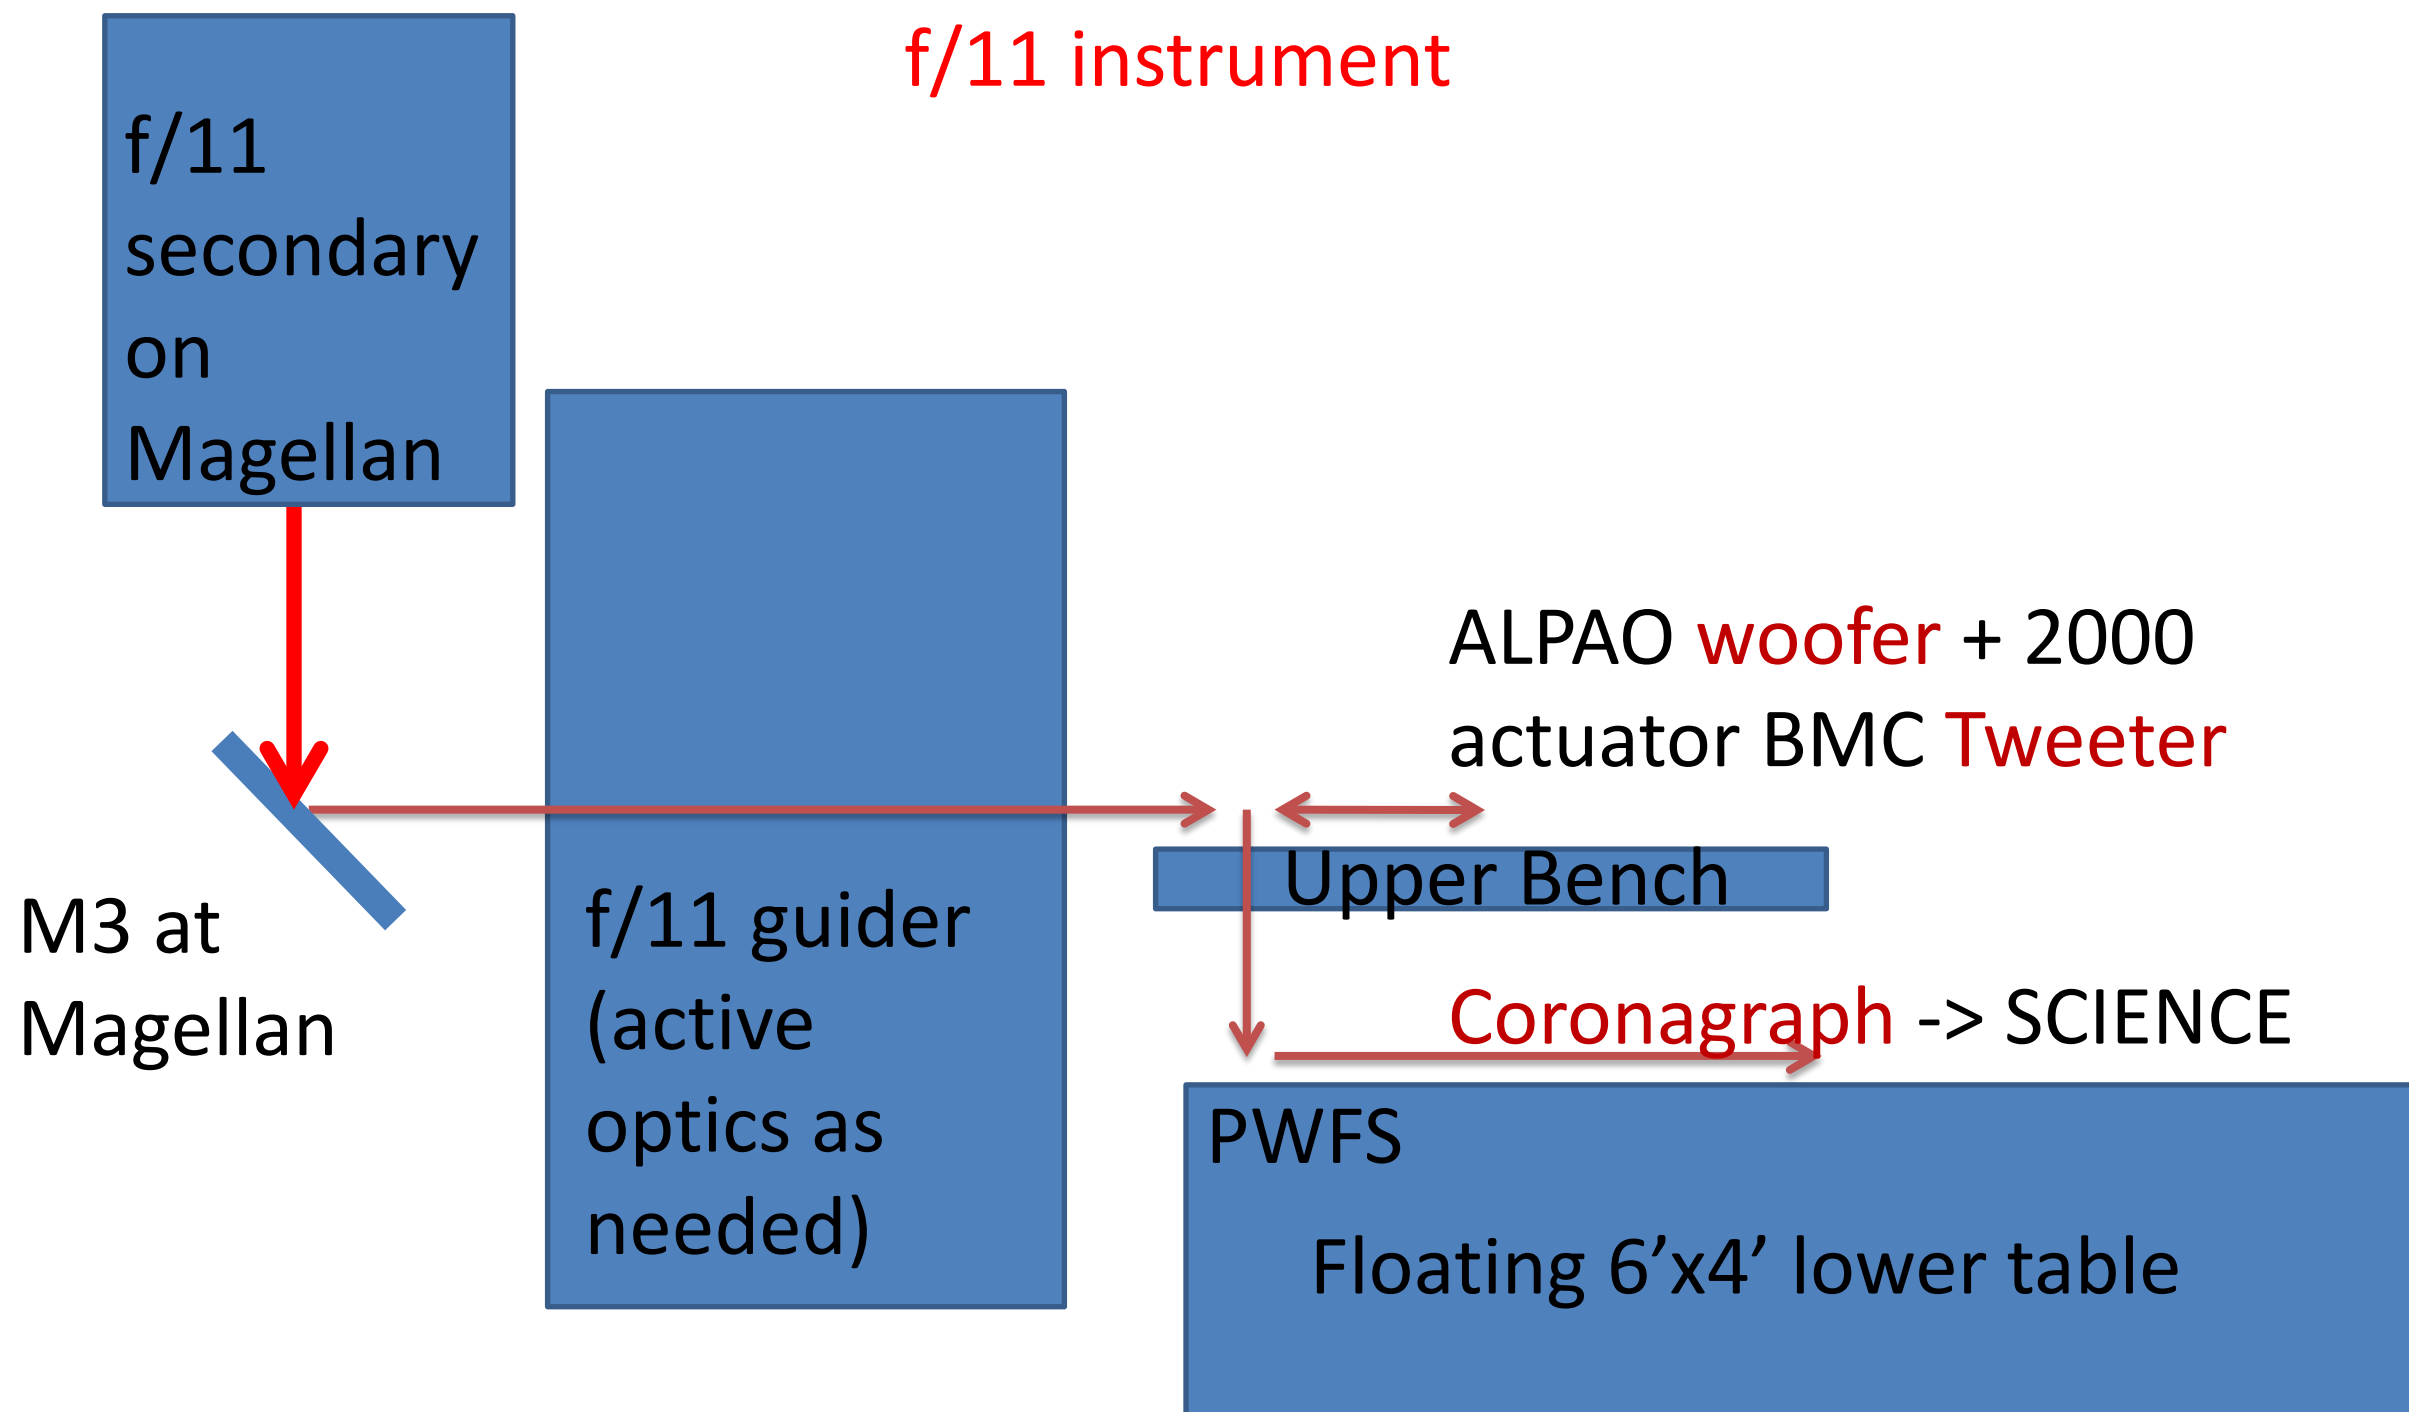 f/11 instrument
f/11
secondary
on
Magellan
ALPAO woofer + 2000
actuator BMC Tweeter
Upper Bench
M3 at
Magellan
f/11 guider
(active
optics as
needed)
Coronagraph -> SCIENCE
PWFS
Floating 6’x4’ lower table